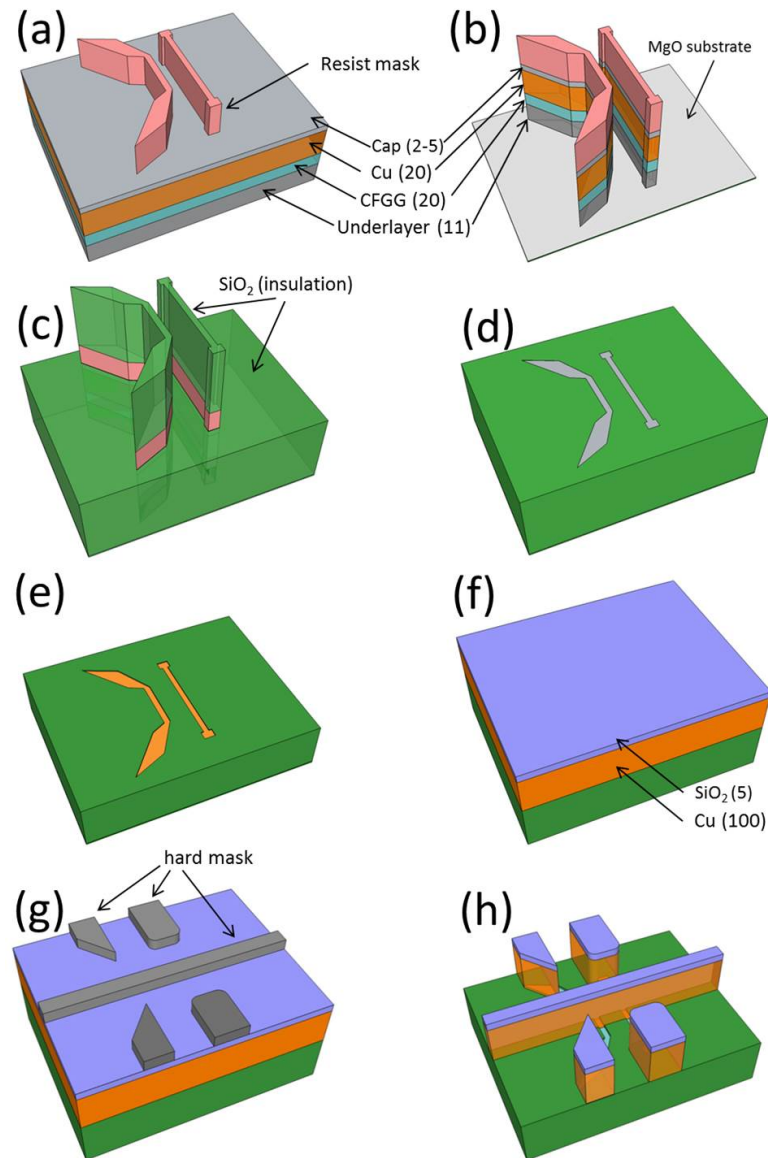 (a)
Resist mask
Cap (2-5)
Cu (20)
CFGG (20)
Underlayer (11)
(b)
MgO substrate
(c)
SiO₂ (insulation)
(d)
(e)
(f)
SiO₂ (5)
Cu (100)
(g)
hard mask
(h)